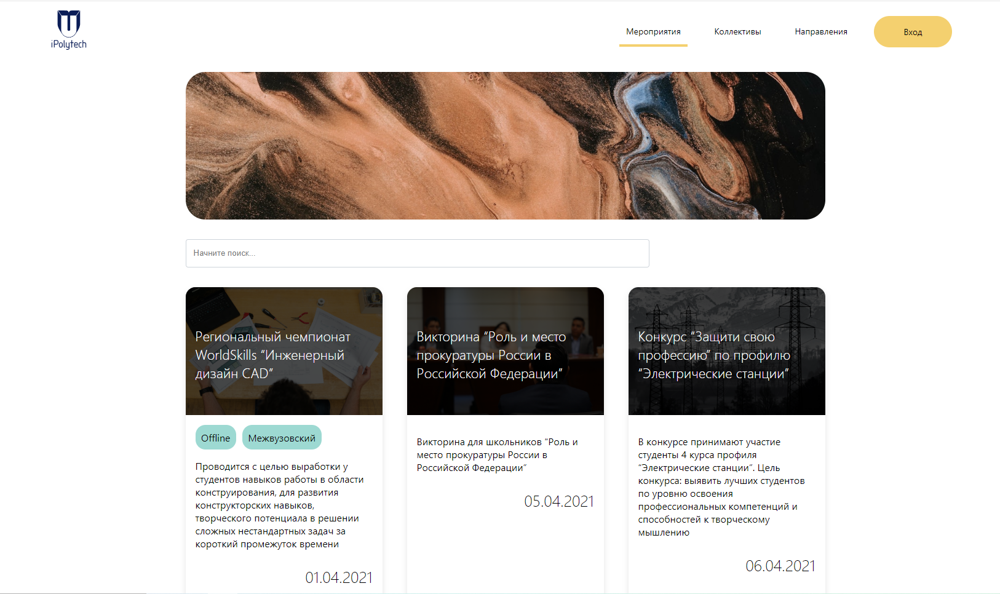 iPolytech
Мероприятия
Коллективы
Направления
Вход
Начните поиск...
Региональный чемпионат
WorldSkills “Инженерный
дизайн CAD”
Offline
Межвузовский
Проводится с целью выработки у
студентов навыков работы в области
конструирования, для развития
конструкторских навыков,
творческого потенциала в решении
сложных нестандартных задач за
короткий промежуток времени
01.04.2021
Викторина “Роль и место
прокуратуры России в
Российской Федерации”
Викторина для школьников “Роль и
место прокуратуры России в
Российской Федерации”
05.04.2021
Конкурс “Защити свою
профессию” по профилю
“Электрические станции”
В конкурсе принимают участие
студенты 4 курса профиля
“Электрические станции”. Цель
конкурса: выявить лучших студентов
по уровню освоения
профессиональных компетенций и
способностей к творческому
мышлению
06.04.2021